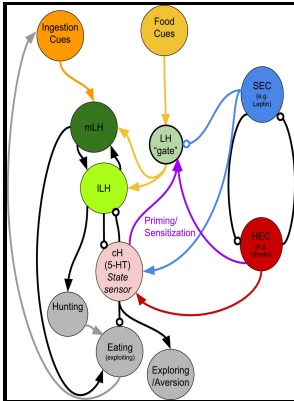 Ingestion
Cues
Food
Cues
SEC
(e.g.
Leptin)
mLH
LH
"gate"
lLH
Priming/
Sensitization
cH
(5-HT)
State
sensor
HEC
(e.g.
Ghrelin)
Hunting
Eating
(exploiting)
Exploring
/Aversion